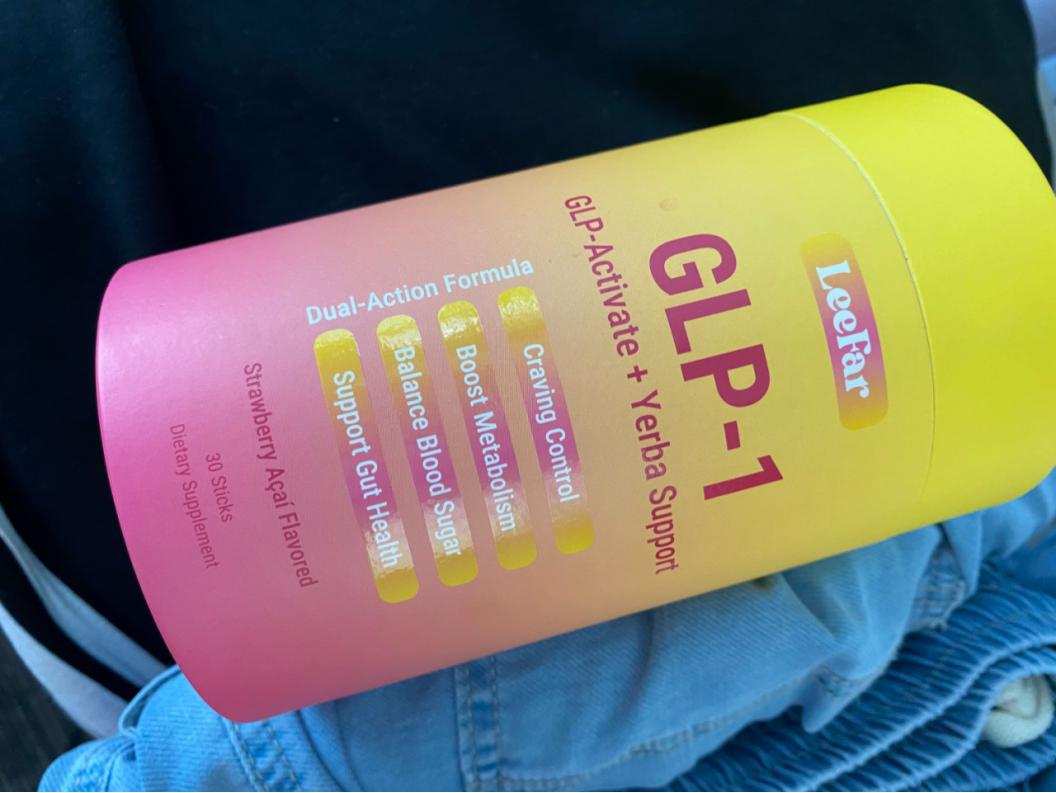 LeeFar
GLP-1
GLP-Activate + Yerba Support
Craving Control
Boost Metabolism
Balance Blood Sugar
Support Gut Health
Dual-Action Formula
Strawberry Açaí Flavored
30 Sticks
Dietary Supplement